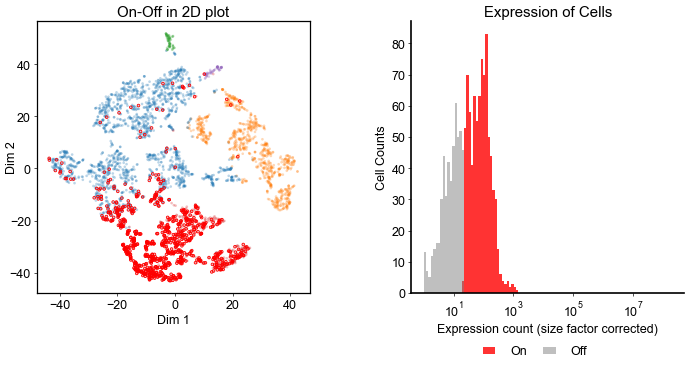 On-Off in 2D plot
40
20
0
−20
−40
−40 −20 0 20 40
Dim 2
Dim 1
Expression of Cells
80
70
60
50
40
30
20
10
0
10^1 10^3 10^5 10^7
Cell Counts
Expression count (size factor corrected)
On Off